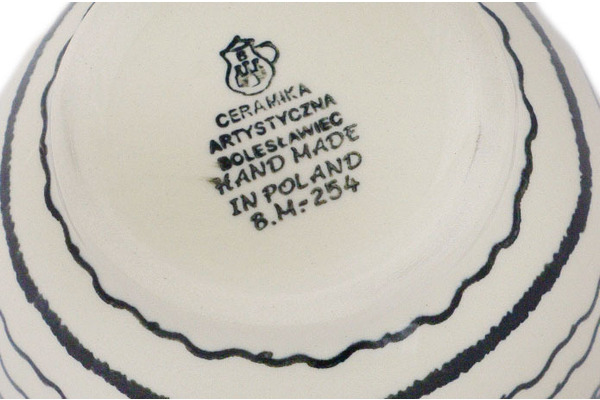 CERAMIKA
ARTYSTYCZNA
BOLESŁAWIEC
HAND MADE
IN POLAND
B.M.-254